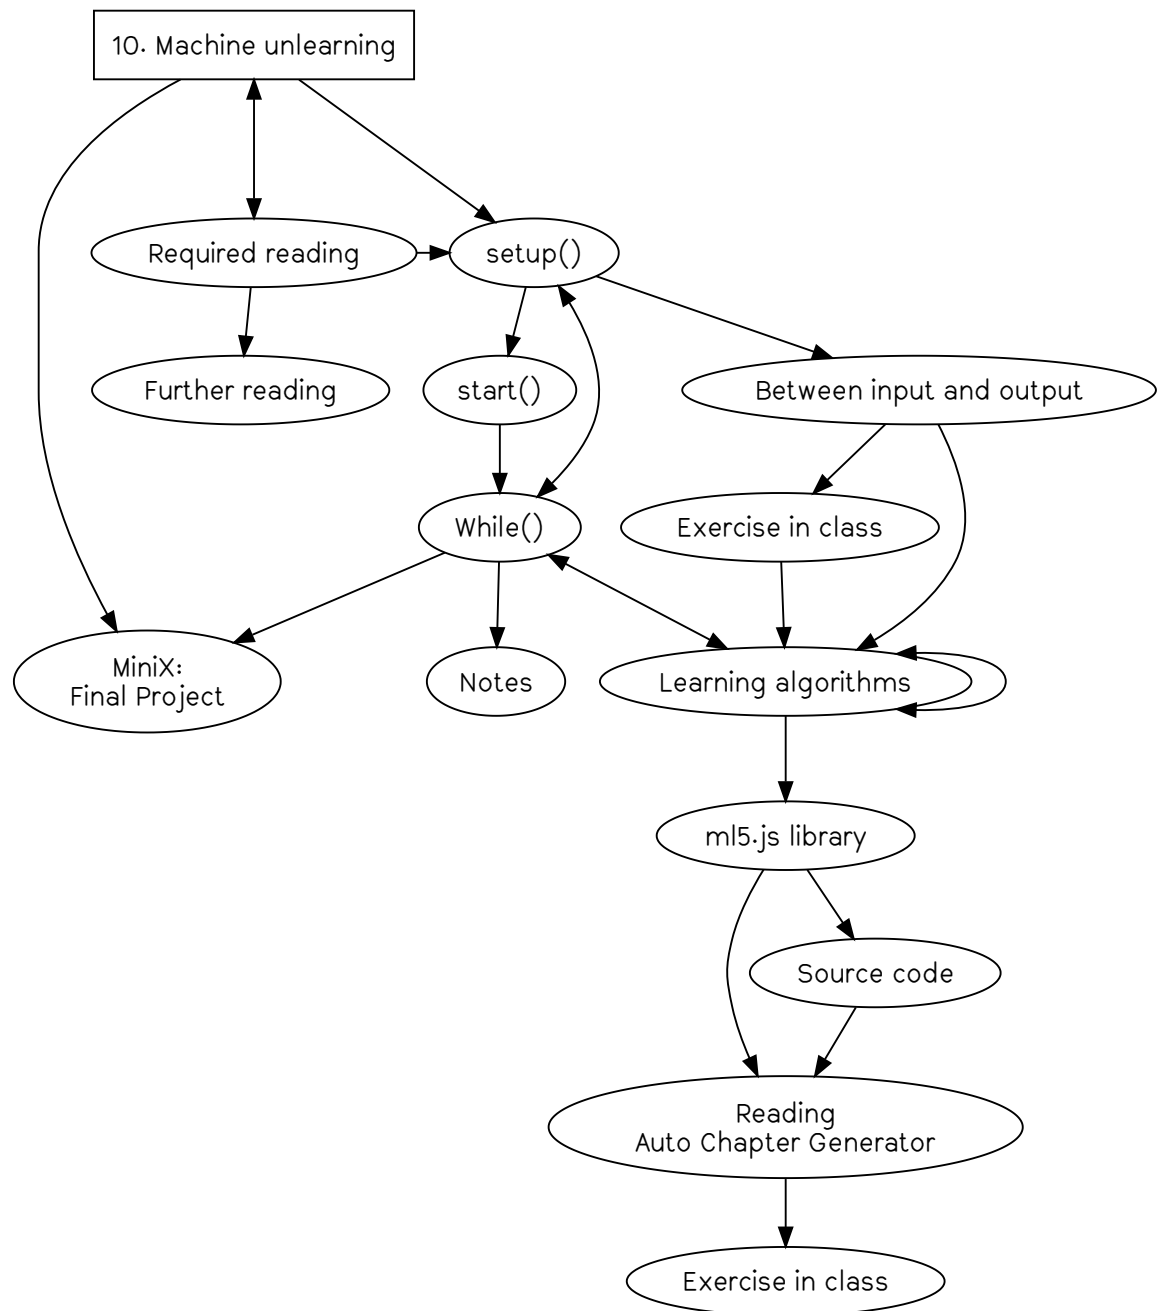 10. Machine unlearning
Required reading
setup()
Further reading
start()
Between input and output
While()
Exercise in class
MiniX:
Final Project
Notes
Learning algorithms
ml5.js library
Source code
Reading
Auto Chapter Generator
Exercise in class